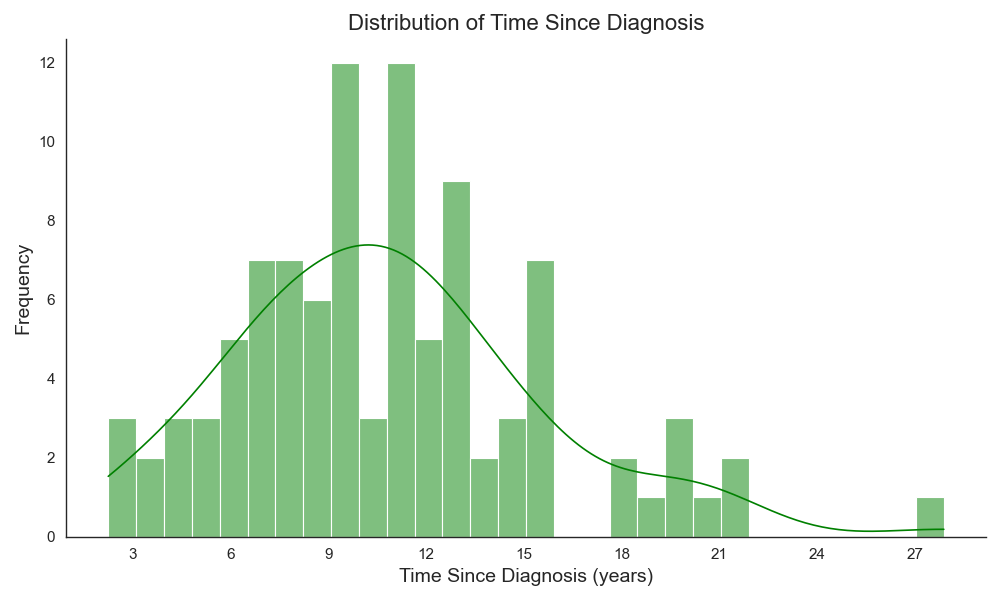 Distribution of Time Since Diagnosis
12
10
8
6
4
2
0
Frequency
3 6 9 12 15 18 21 24 27
Time Since Diagnosis (years)